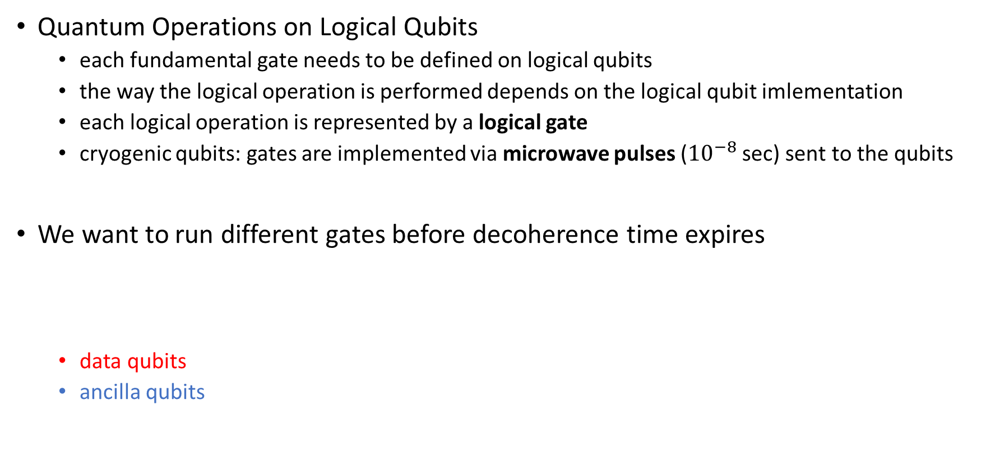 • Quantum Operations on Logical Qubits
• each fundamental gate needs to be defined on logical qubits
• the way the logical operation is performed depends on the logical qubit imlementation
• each logical operation is represented by a logical gate
• cryogenic qubits: gates are implemented via microwave pulses (10⁻⁸ sec) sent to the qubits
• We want to run different gates before decoherence time expires
• data qubits
• ancilla qubits